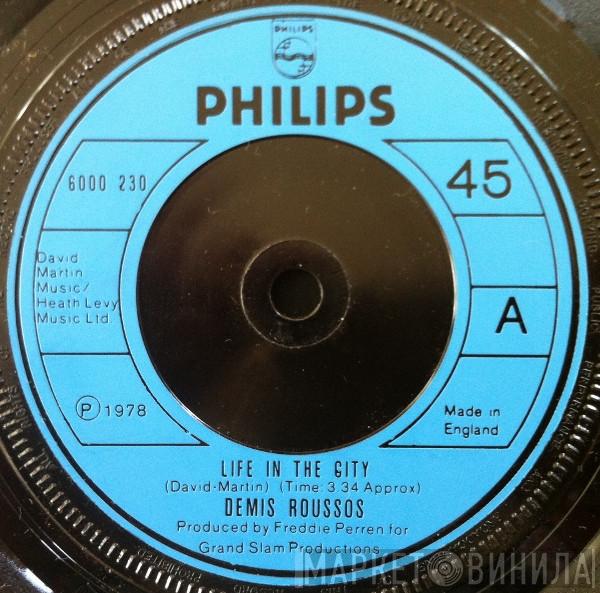 PHILIPS
PHILIPS
6000 230
45
David
Martin
Music/
Heath Levy
Music Ltd.
A
℗ 1978
Made in
England
LIFE IN THE CITY
(David-Martin) (Time: 3.34 Approx)
DEMIS ROUSSOS
Produced by Freddie Perren for
Grand Slam Productions
МАРКЕТ ВИНИЛА